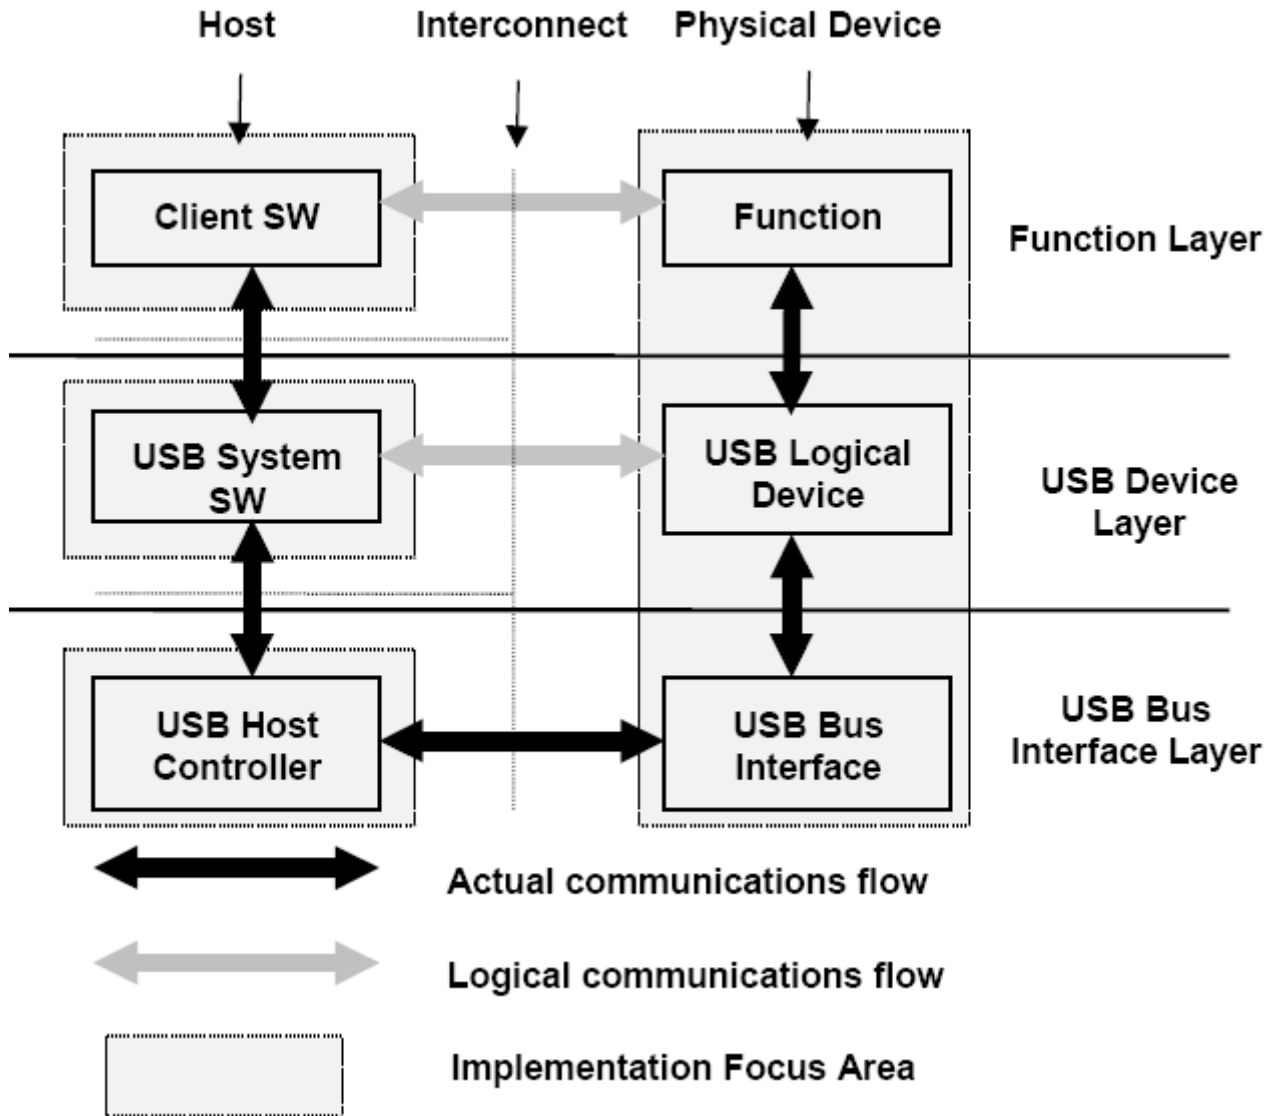 Host
Interconnect
Physical Device
Client SW
Function
Function Layer
USB System
SW
USB Logical
Device
USB Device
Layer
USB Host
Controller
USB Bus
Interface
USB Bus
Interface Layer
Actual communications flow
Logical communications flow
Implementation Focus Area